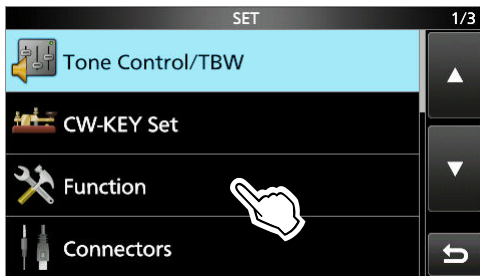 SET
1/3
Tone Control/TBW
CW-KEY Set
Function
Connectors